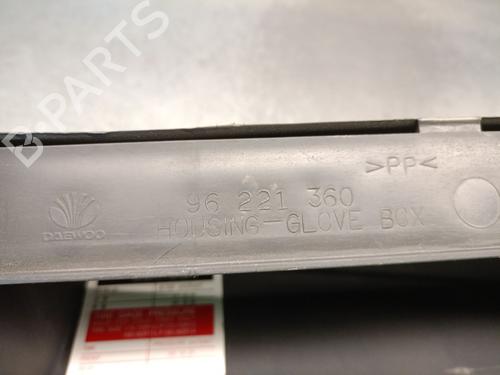 >PP<
96 221 360
HOUSING-GLOVE BOX
DAEWOO
B-PARTS